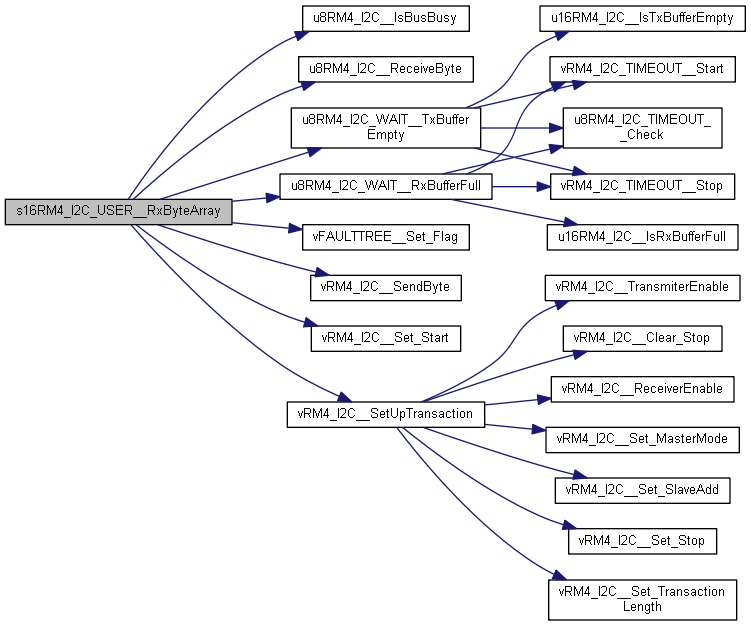 u8RM4_I2C__IsBusBusy
u16RM4_I2C__IsTxBufferEmpty
u8RM4_I2C__ReceiveByte
vRM4_I2C_TIMEOUT__Start
u8RM4_I2C_WAIT__TxBuffer
Empty
u8RM4_I2C_TIMEOUT_
_Check
u8RM4_I2C_WAIT__RxBufferFull
vRM4_I2C_TIMEOUT__Stop
s16RM4_I2C_USER__RxByteArray
vFAULTTREE__Set_Flag
u16RM4_I2C__IsRxBufferFull
vRM4_I2C__SendByte
vRM4_I2C__TransmiterEnable
vRM4_I2C__Set_Start
vRM4_I2C__Clear_Stop
vRM4_I2C__ReceiverEnable
vRM4_I2C__SetUpTransaction
vRM4_I2C__Set_MasterMode
vRM4_I2C__Set_SlaveAdd
vRM4_I2C__Set_Stop
vRM4_I2C__Set_Transaction
Length